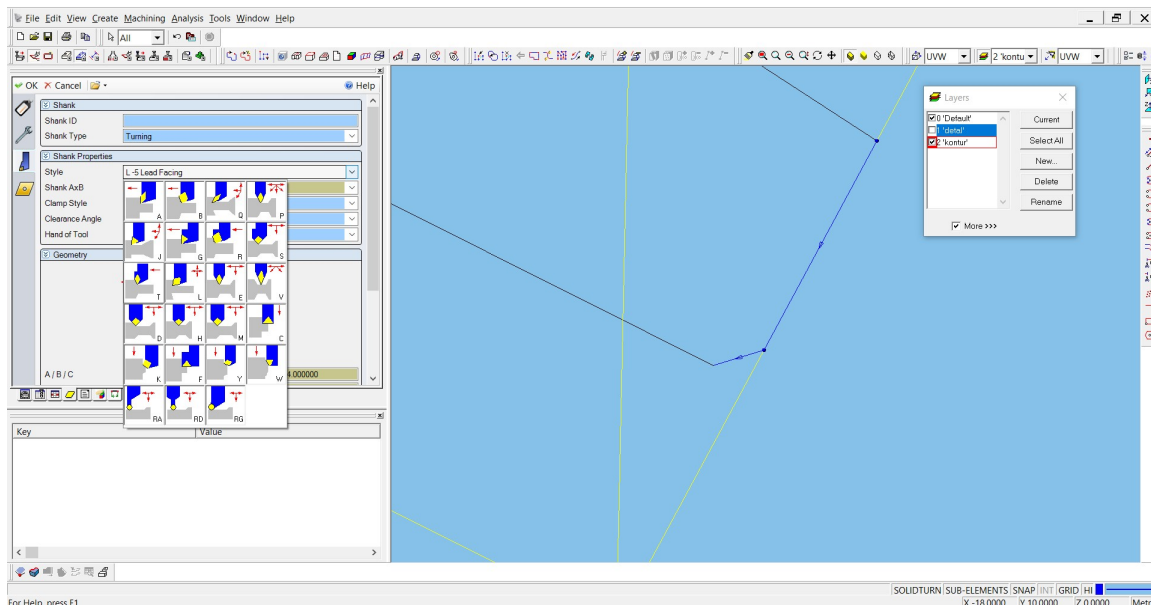 File Edit View Create Machining Analysis Tools Window Help
All
UVW 2 'kontu UVW
OK Cancel Help
Shank
Shank ID
Shank Type Turning
Shank Properties
Style L -5 Lead Facing
Shank AxB
Clamp Style
Clearance Angle
Hand of Tool
Geometry
A B Q P
J G R S
T L E V
D H M C
K F Y W
RA RD RG
A / B / C 4.000000
Key Value
Layers
0 'Default' Current
1 'detal' Select All
2 'kontur' New...
Delete
Rename
More >>>
SOLIDTURN SUB-ELEMENTS SNAP INT GRID HI
For Help, press F1 X -18.0000 Y 10.0000 Z 0.0000 Metr